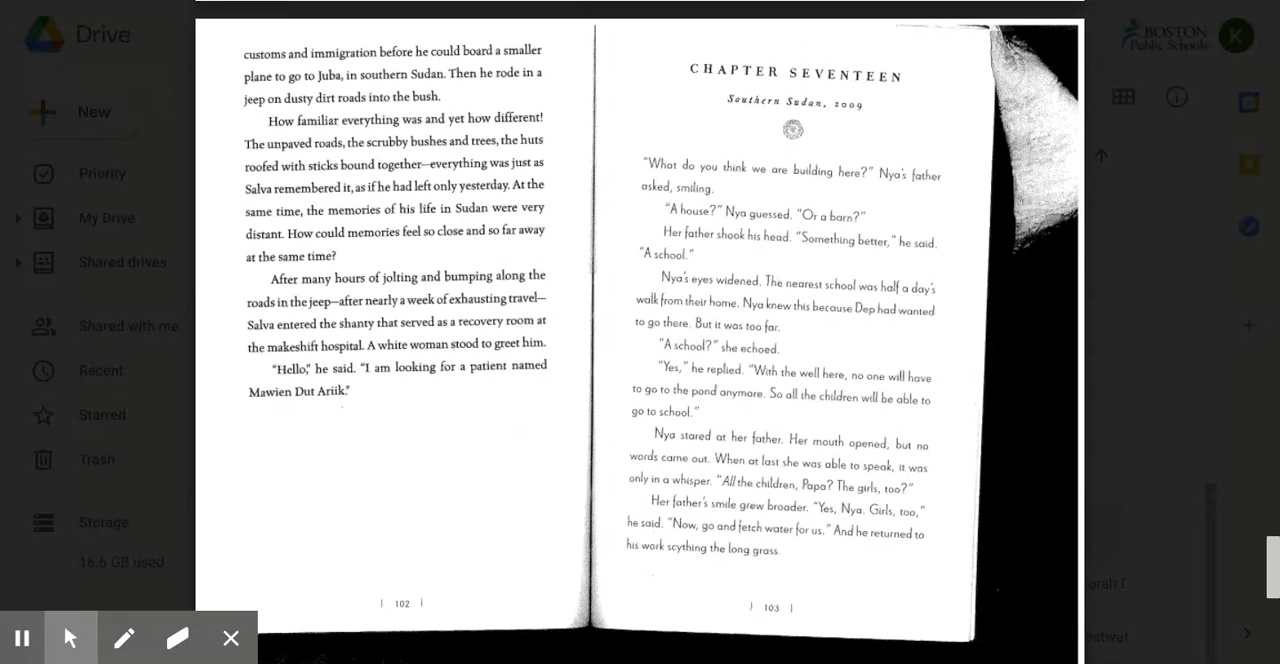 Drive
New
Priority
My Drive
Shared drives
Shared with me
Recent
Starred
Trash
Storage
16.6 GB used
customs and immigration before he could board a smaller
plane to go to Juba, in southern Sudan. Then he rode in a
jeep on dusty dirt roads into the bush.
How familiar everything was and yet how different!
The unpaved roads, the scrubby bushes and trees, the huts
roofed with sticks bound together—everything was just as
Salva remembered it, as if he had left only yesterday. At the
same time, the memories of his life in Sudan were very
distant. How could memories feel so close and so far away
at the same time?
After many hours of jolting and bumping along the
roads in the jeep—after nearly a week of exhausting travel—
Salva entered the shanty that served as a recovery room at
the makeshift hospital. A white woman stood to greet him.
"Hello," he said. "I am looking for a patient named
Mawien Dut Ariik."
| 102 |
CHAPTER SEVENTEEN
Southern Sudan, 2009
"What do you think we are building here?" Nya's father
asked, smiling.
"A house?" Nya guessed. "Or a barn?"
Her father shook his head. "Something better," he said.
"A school."
Nya's eyes widened. The nearest school was half a day's
walk from their home. Nya knew this because Dep had wanted
to go there. But it was too far.
"A school?" she echoed.
"Yes," he replied. "With the well here, no one will have
to go to the pond anymore. So all the children will be able to
go to school."
Nya stared at her father. Her mouth opened, but no
words came out. When at last she was able to speak, it was
only in a whisper. "All the children, Papa? The girls, too?"
Her father's smile grew broader. "Yes, Nya. Girls, too,"
he said. "Now, go and fetch water for us." And he returned to
his work scything the long grass.
| 103 |
BOSTON
Public Schools
K